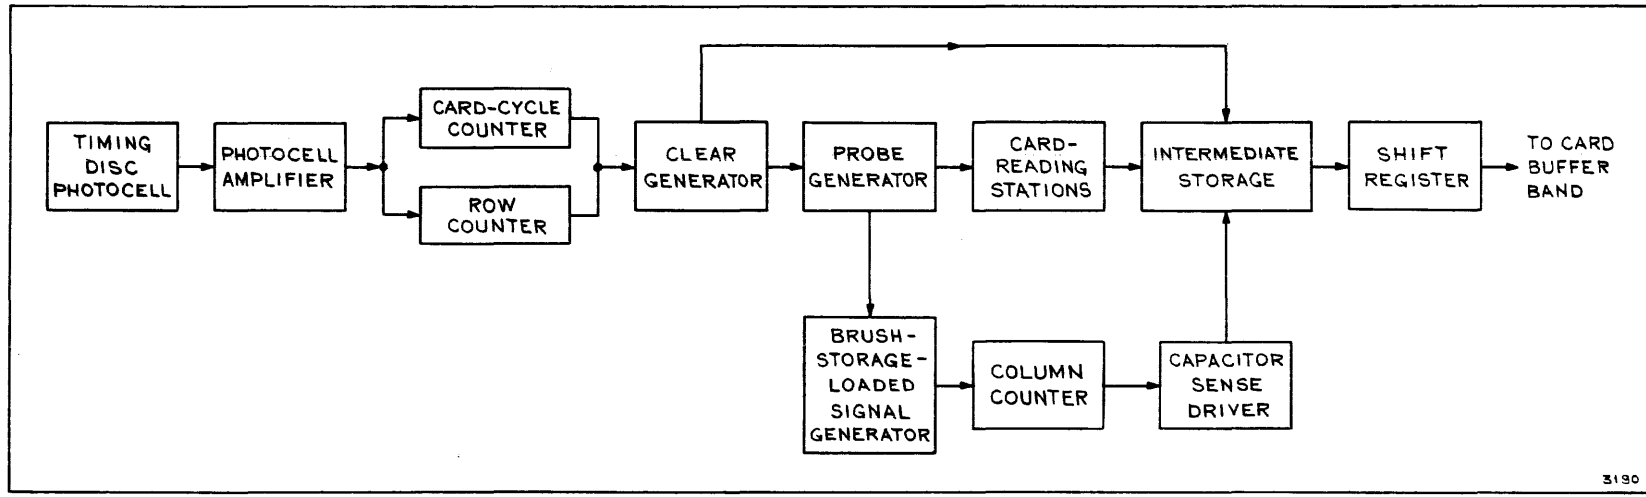 TIMING
DISC
PHOTOCELL
PHOTOCELL
AMPLIFIER
CARD-CYCLE
COUNTER
ROW
COUNTER
CLEAR
GENERATOR
PROBE
GENERATOR
CARD-
READING
STATIONS
INTERMEDIATE
STORAGE
SHIFT
REGISTER
TO CARD
BUFFER
BAND
BRUSH-
STORAGE-
LOADED
SIGNAL
GENERATOR
COLUMN
COUNTER
CAPACITOR
SENSE
DRIVER
3190